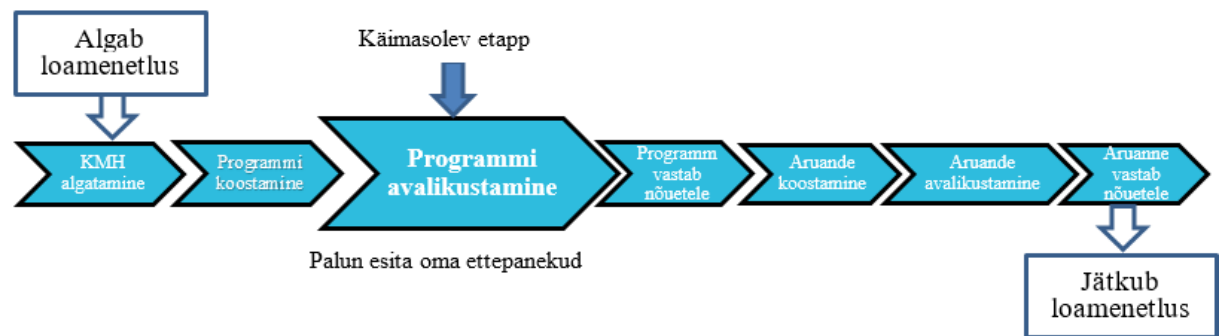 Algab
loamenetlus
Käimasolev etapp
KMH
algatamine
Programmi
koostamine
Programmi
avalikustamine
Programm
vastab
nõuetele
Aruande
koostamine
Aruande
avalikustamine
Aruanne
vastab
nõuetele
Palun esita oma ettepanekud
Jätkub
loamenetlus